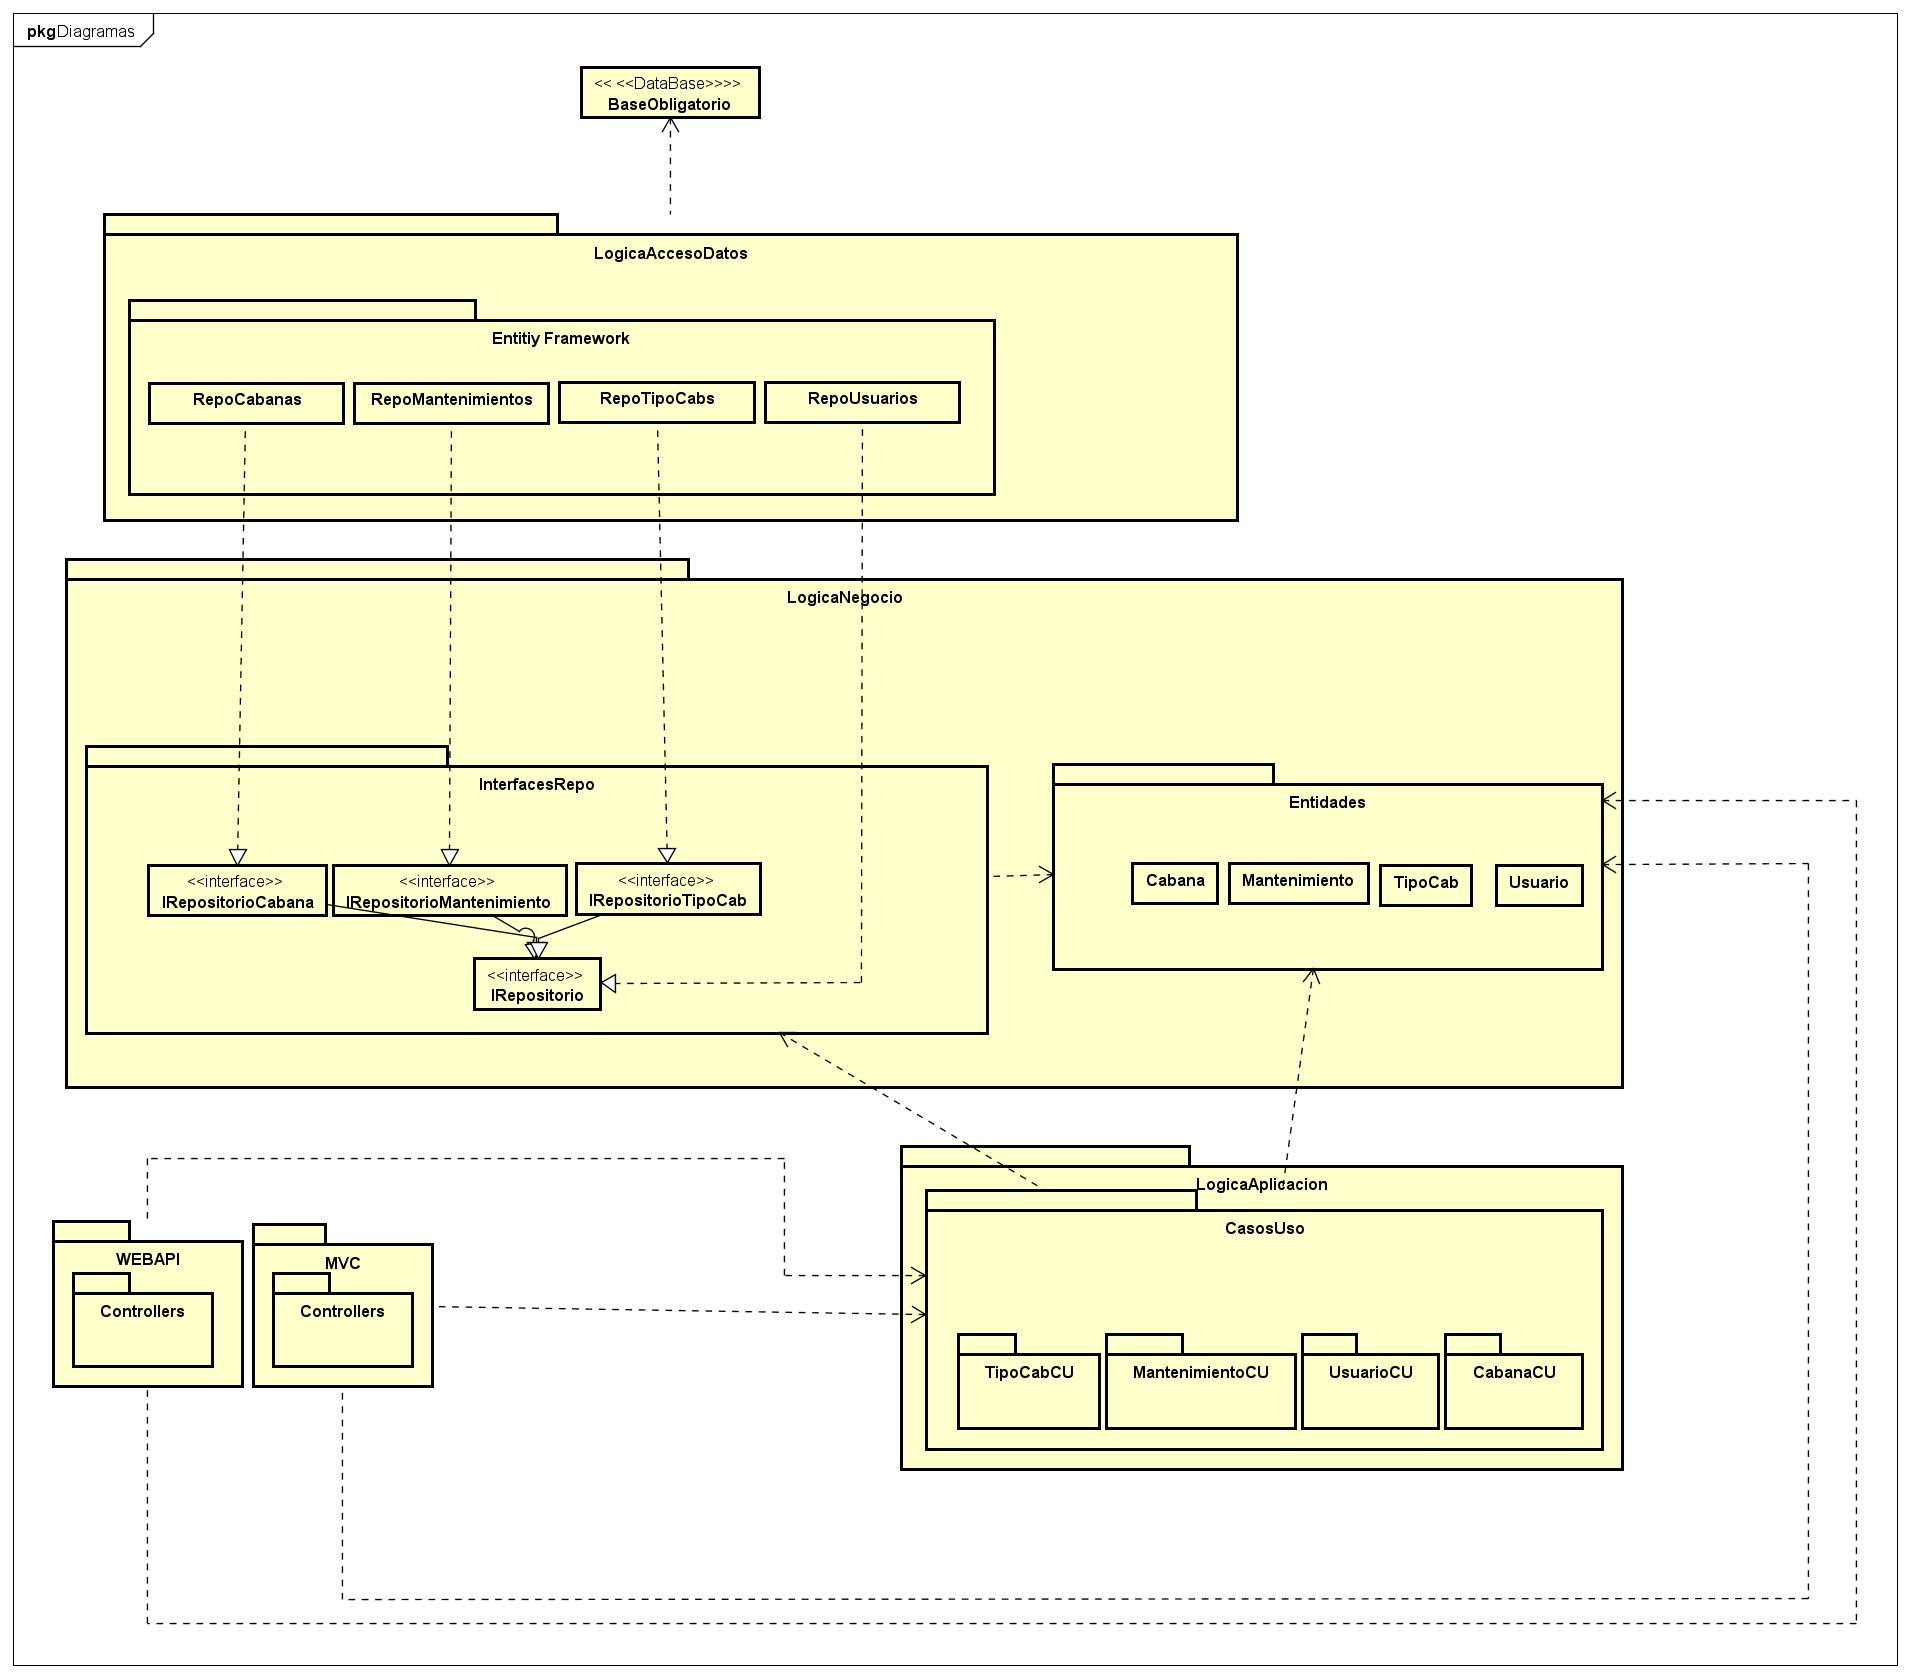 pkgDiagramas
<< <<DataBase>>>>
BaseObligatorio
LogicaAccesoDatos
Entitiy Framework
RepoCabanas
RepoMantenimientos
RepoTipoCabs
RepoUsuarios
LogicaNegocio
InterfacesRepo
<<interface>>
IRepositorioCabana
<<interface>>
IRepositorioMantenimiento
<<interface>>
IRepositorioTipoCab
<<interface>>
IRepositorio
Entidades
Cabana
Mantenimiento
TipoCab
Usuario
LogicaAplicacion
CasosUso
TipoCabCU
MantenimientoCU
UsuarioCU
CabanaCU
WEBAPI
Controllers
MVC
Controllers